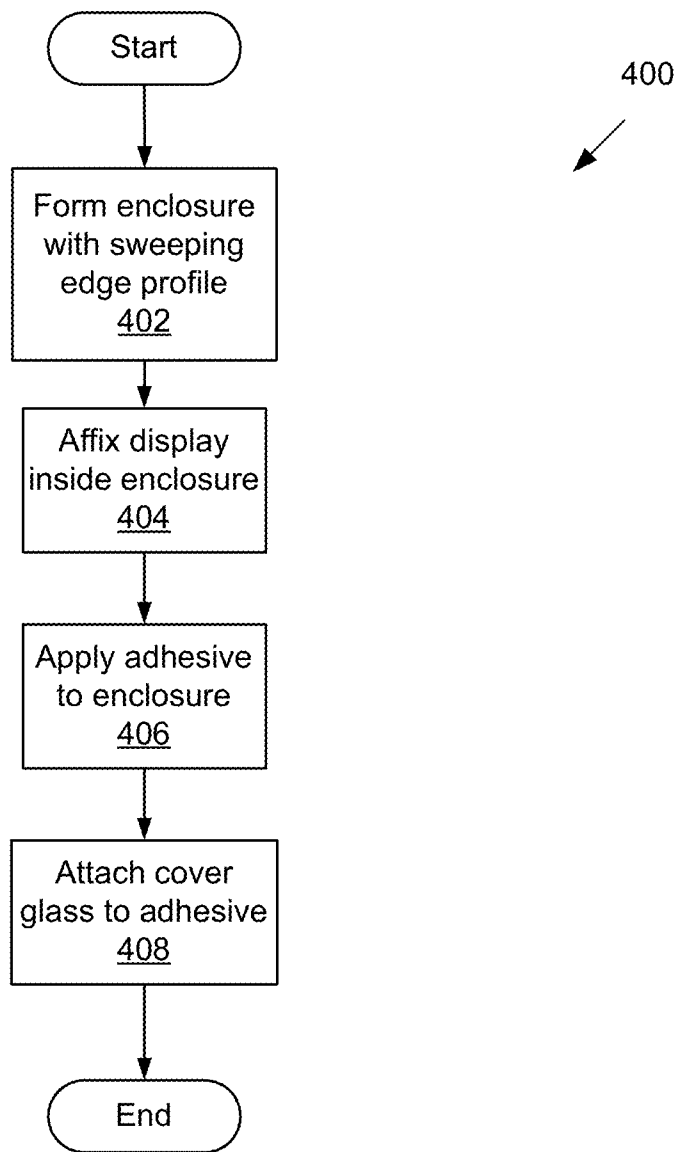 Start
400
Form enclosure
with sweeping
edge profile
402
Affix display
inside enclosure
404
Apply adhesive
to enclosure
406
Attach cover
glass to adhesive
408
End